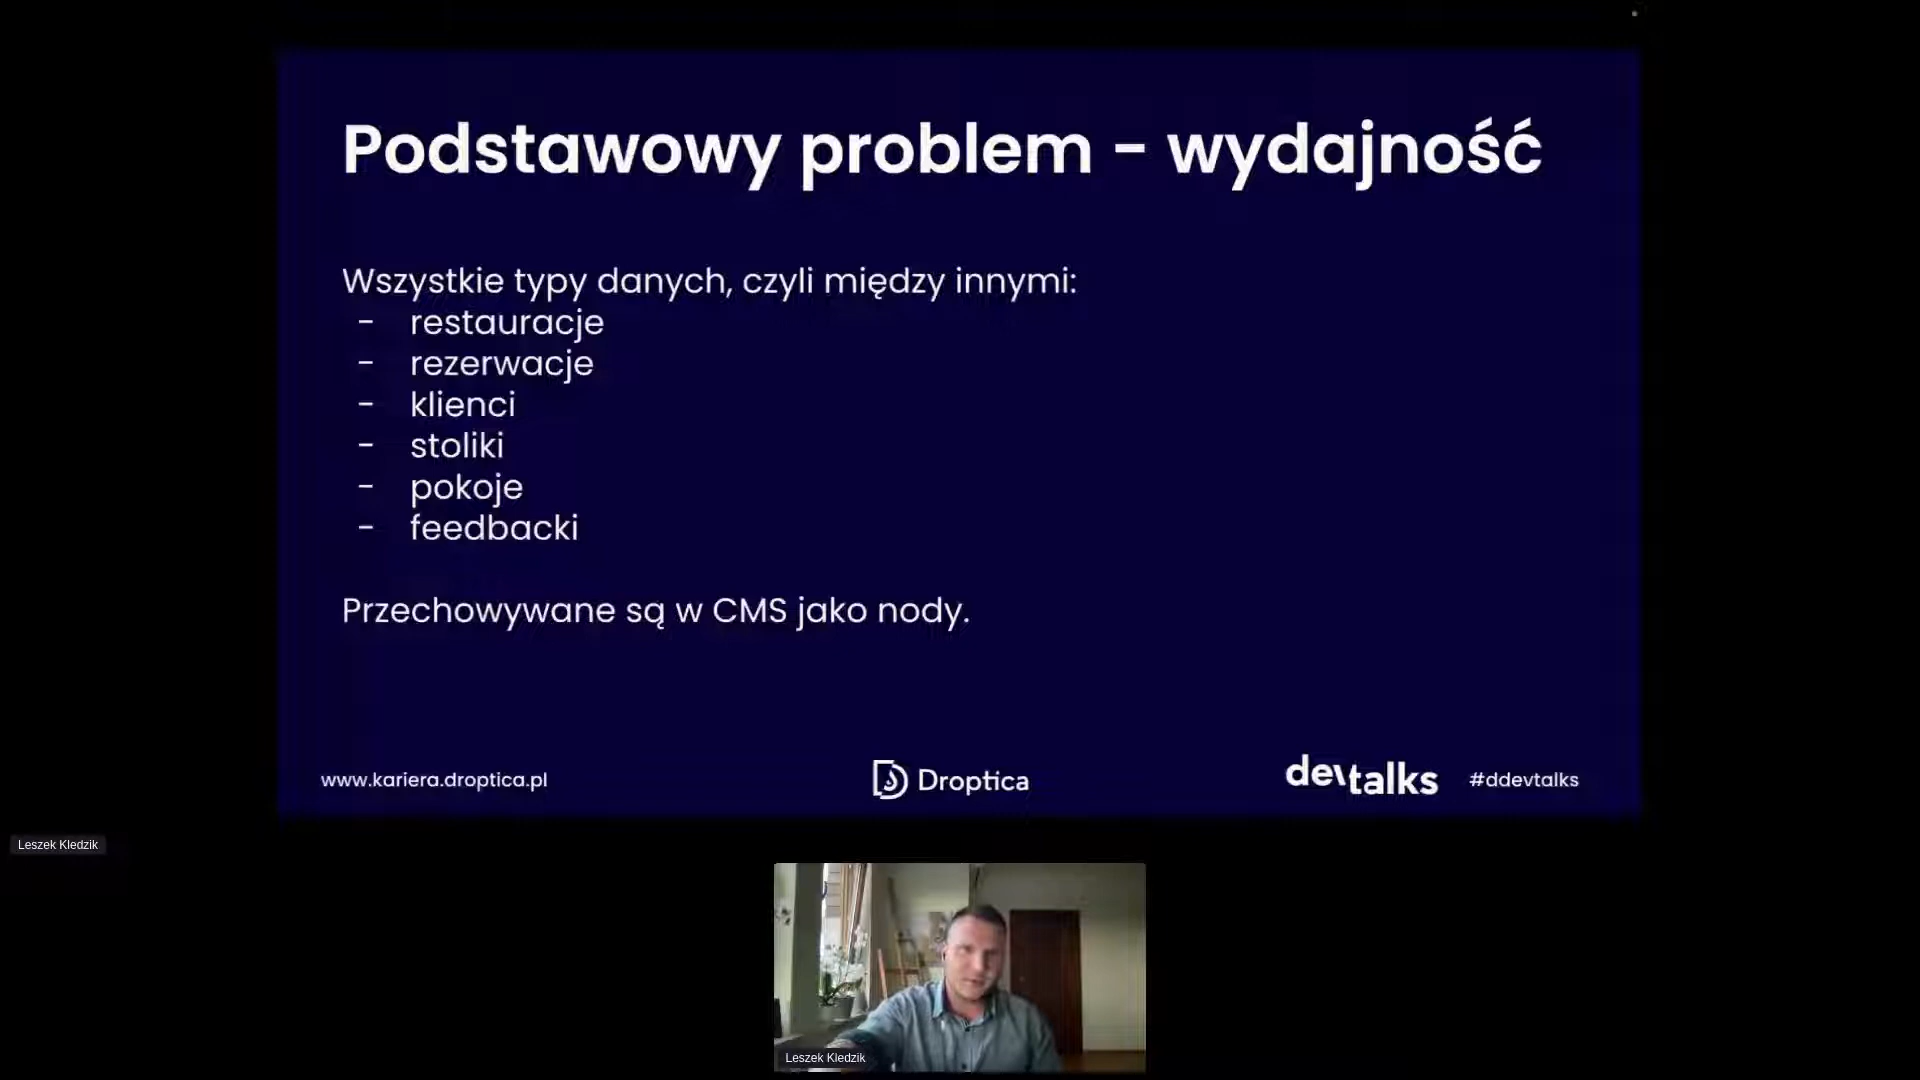 Podstawowy problem - wydajność
Wszystkie typy danych, czyli między innymi:
- restauracje
- rezerwacje
- klienci
- stoliki
- pokoje
- feedbacki
Przechowywane są w CMS jako nody.
www.kariera.droptica.pl
Droptica
devtalks
#ddevtalks
Leszek Kledzik
Leszek Kledzik